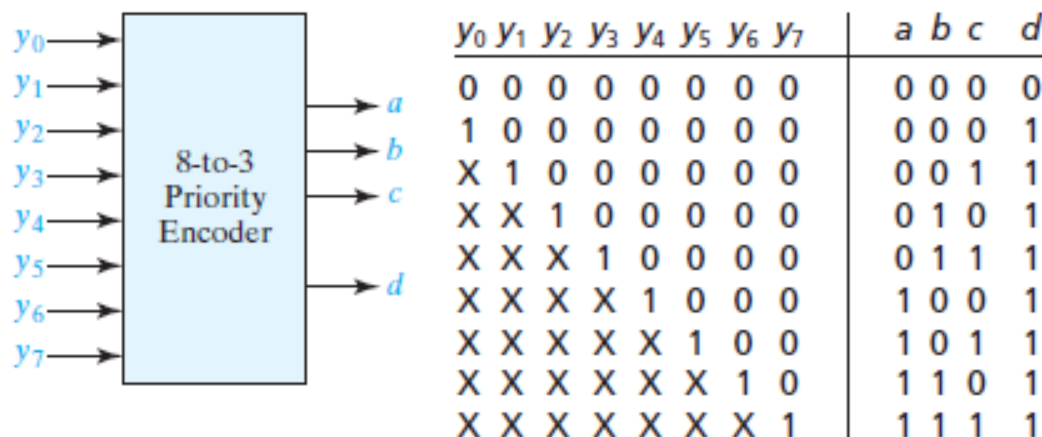 y0
y1
y2
y3
y4
y5
y6
y7
8-to-3
Priority
Encoder
a
b
c
d
y0 y1 y2 y3 y4 y5 y6 y7 a b c d
0 0 0 0 0 0 0 0 0 0 0 0
1 0 0 0 0 0 0 0 0 0 0 1
X 1 0 0 0 0 0 0 0 0 1 1
X X 1 0 0 0 0 0 0 1 0 1
X X X 1 0 0 0 0 0 1 1 1
X X X X 1 0 0 0 1 0 0 1
X X X X X 1 0 0 1 0 1 1
X X X X X X 1 0 1 1 0 1
X X X X X X X 1 1 1 1 1